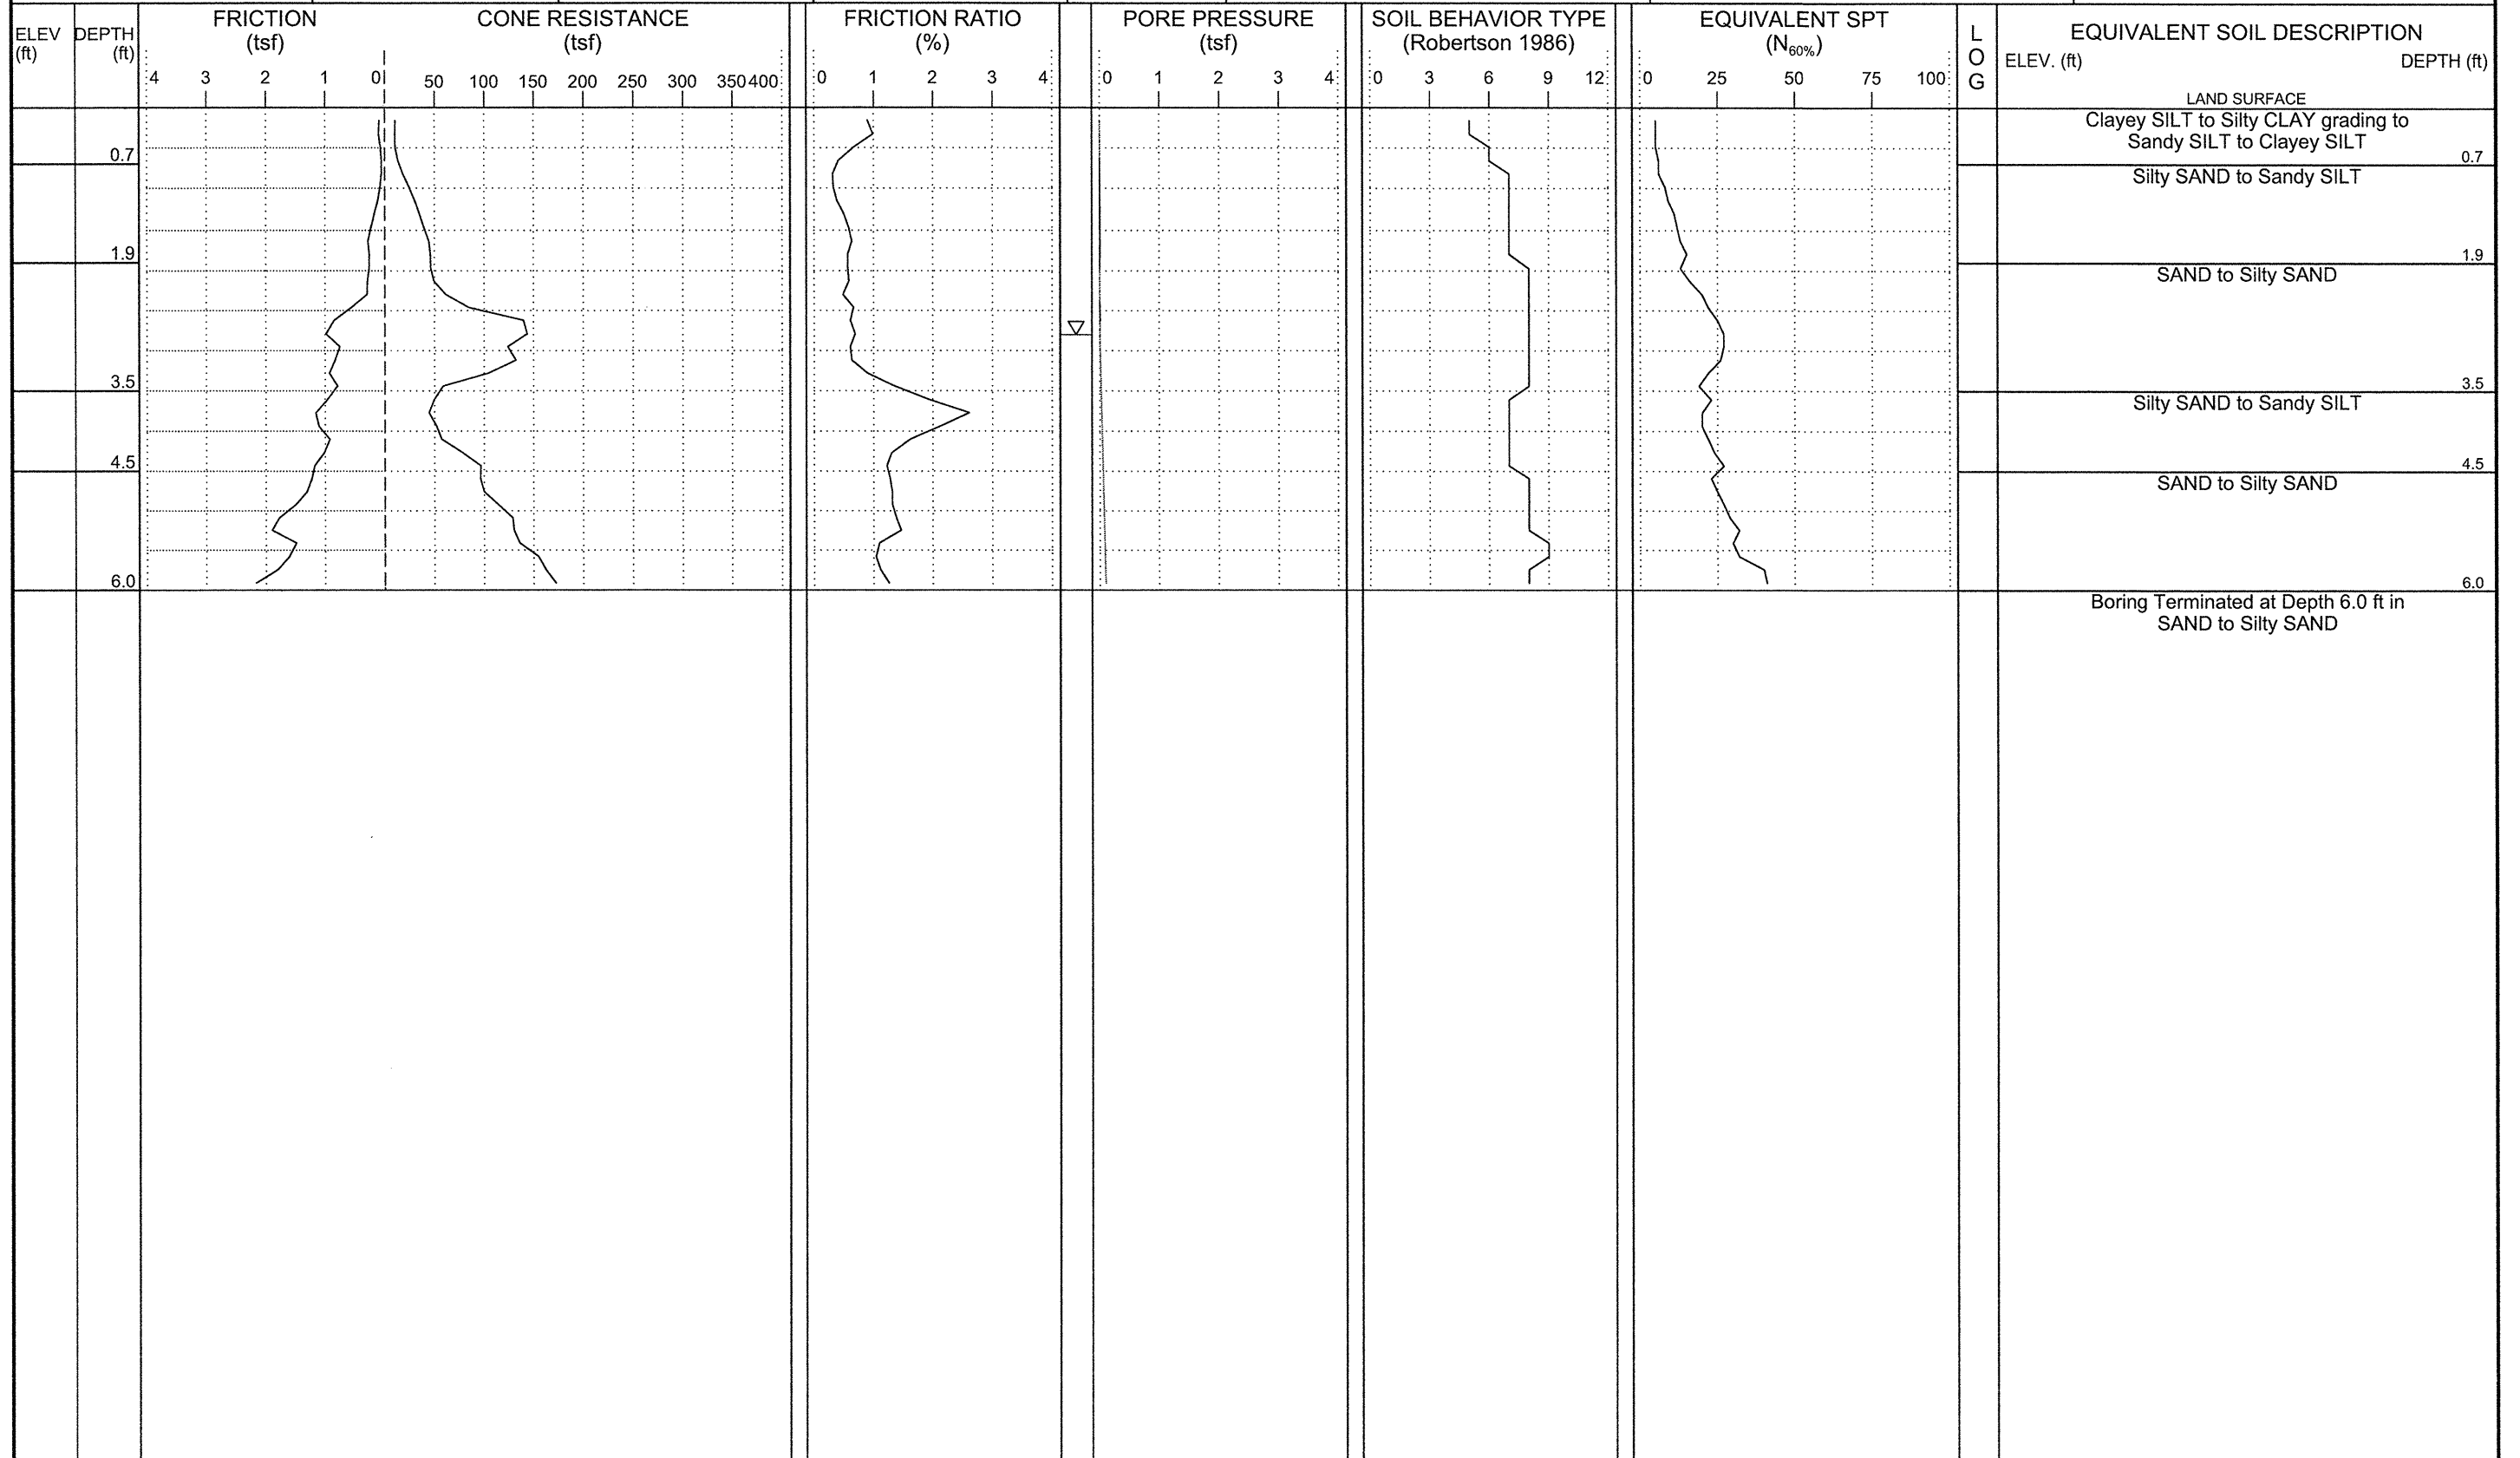 ELEV
(ft)
DEPTH
(ft)
FRICTION
(tsf)
CONE RESISTANCE
(tsf)
FRICTION RATIO
(%)
PORE PRESSURE
(tsf)
SOIL BEHAVIOR TYPE
(Robertson 1986)
EQUIVALENT SPT
(N60%)
L
O
G
EQUIVALENT SOIL DESCRIPTION
ELEV. (ft) DEPTH (ft)
4 3 2 1 0 50 100 150 200 250 300 350 400
0 1 2 3 4
0 1 2 3 4
0 3 6 9 12
0 25 50 75 100
LAND SURFACE
Clayey SILT to Silty CLAY grading to
Sandy SILT to Clayey SILT
0.7 0.7
Silty SAND to Sandy SILT
1.9 1.9
SAND to Silty SAND
3.5 3.5
Silty SAND to Sandy SILT
4.5 4.5
SAND to Silty SAND
6.0 6.0
Boring Terminated at Depth 6.0 ft in
SAND to Silty SAND